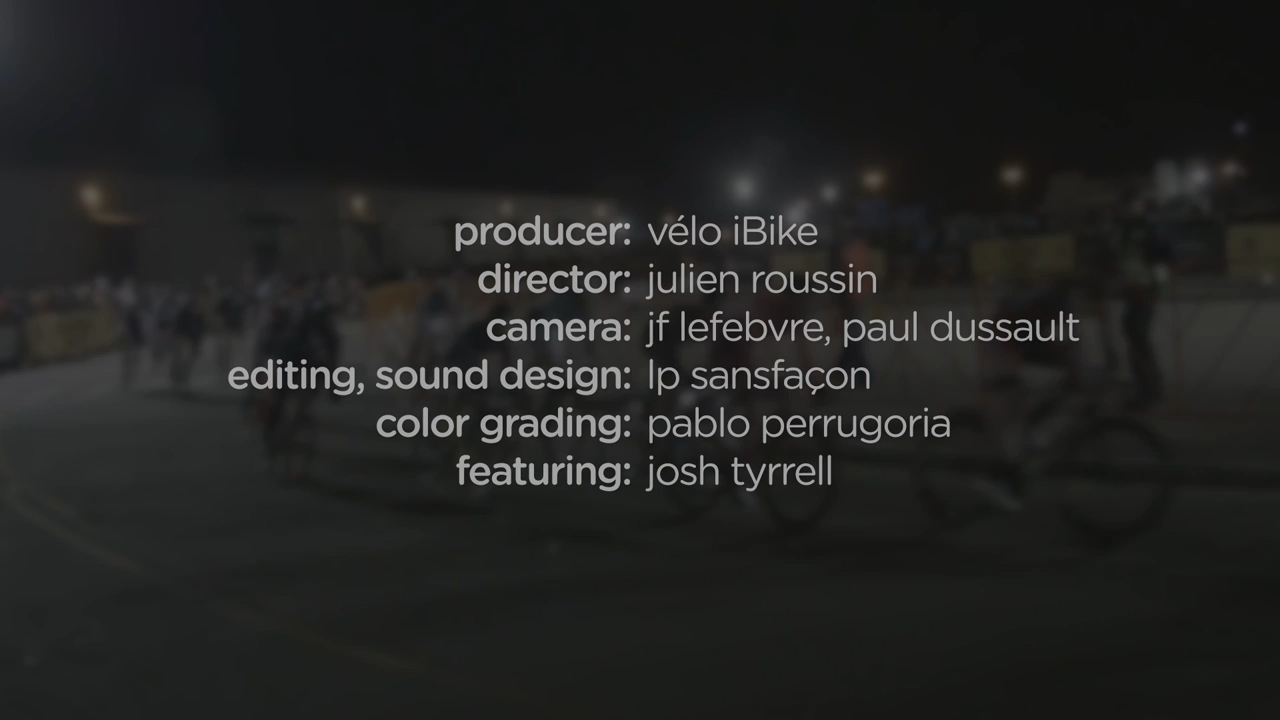 producer: vélo iBike
director: julien roussin
camera: jf lefebvre, paul dussault
editing, sound design: lp sansfaçon
color grading: pablo perrugoria
featuring: josh tyrrell